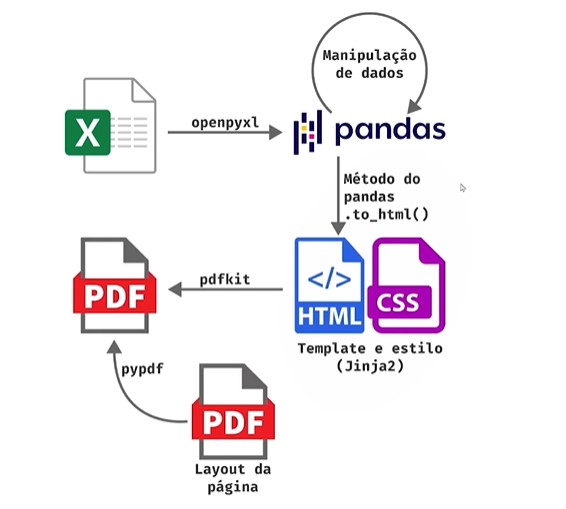 Manipulação
de dados
X
openpyxl
pandas
Método do
pandas
.to_html()
</>
HTML
CSS
pdfkit
PDF
Template e estilo
(Jinja2)
pypdf
PDF
Layout da
página